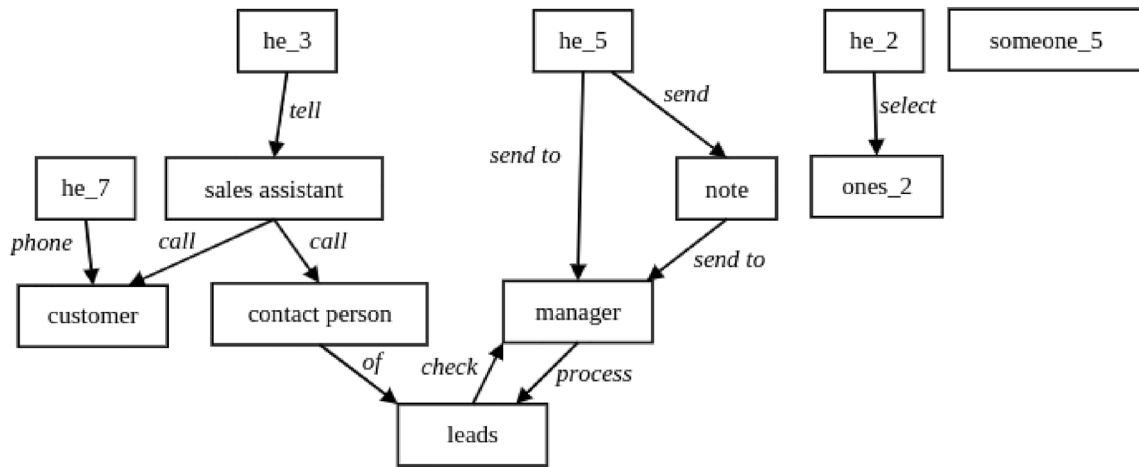 he_3
he_5
he_2
someone_5
tell
send
select
send to
he_7
sales assistant
note
ones_2
phone
call
call
send to
customer
contact person
manager
of
check
process
leads